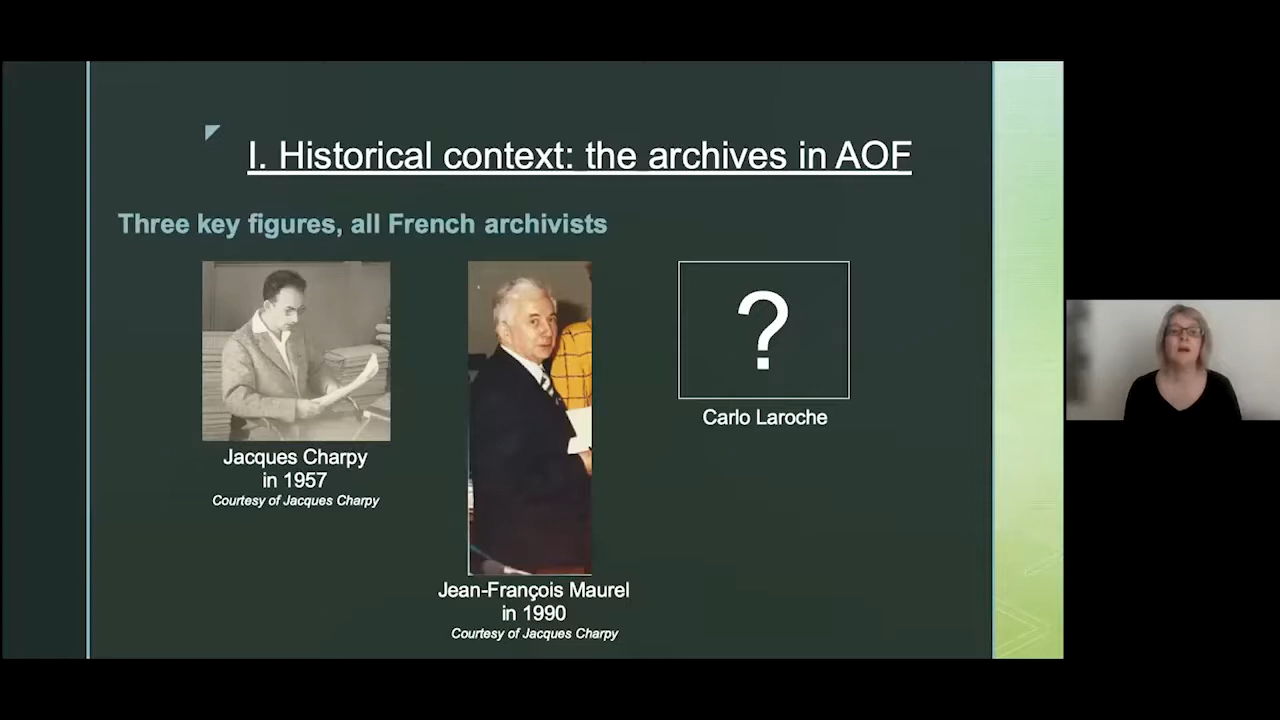 I. Historical context: the archives in AOF
Three key figures, all French archivists
Jacques Charpy
in 1957
Courtesy of Jacques Charpy
Jean-François Maurel
in 1990
Courtesy of Jacques Charpy
?
Carlo Laroche